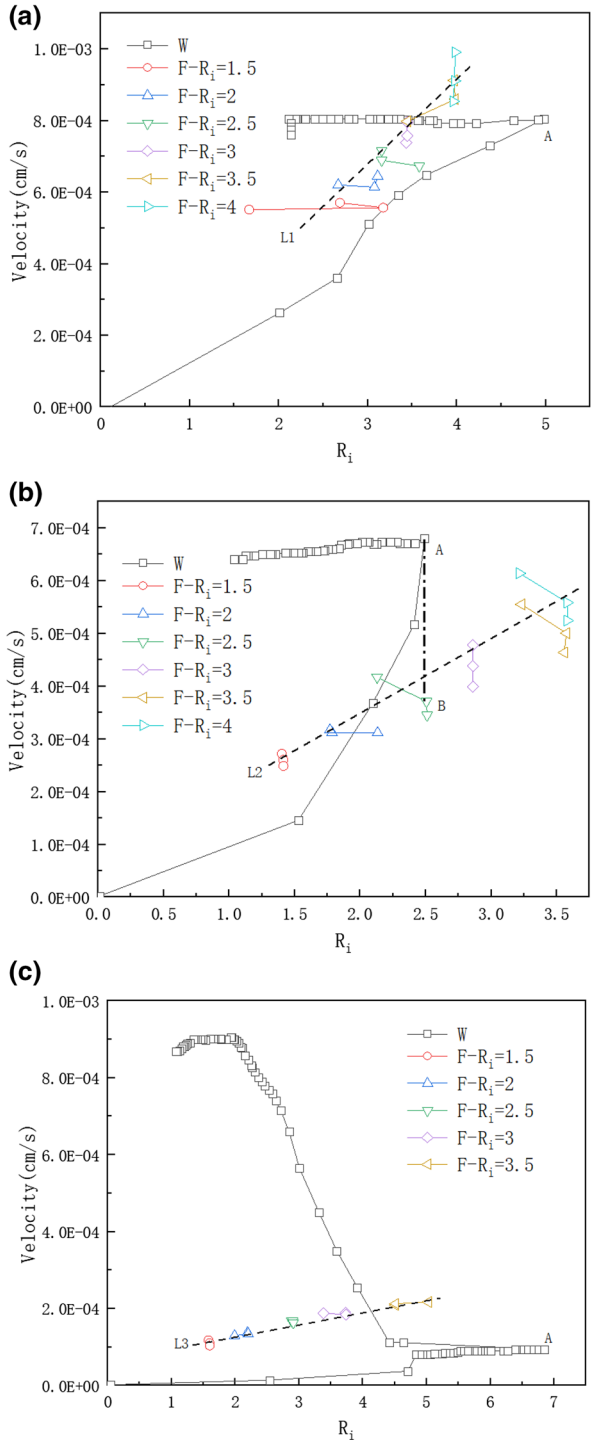 (a)
1.0E-03
8.0E-04
6.0E-04
4.0E-04
2.0E-04
0.0E+00
Velocity(cm/s)
W
F-Ri=1.5
F-Ri=2
F-Ri=2.5
F-Ri=3
F-Ri=3.5
F-Ri=4
A
L1
0 1 2 3 4 5
Ri
(b)
7.0E-04
6.0E-04
5.0E-04
4.0E-04
3.0E-04
2.0E-04
1.0E-04
0.0E+00
Velocity(cm/s)
W
F-Ri=1.5
F-Ri=2
F-Ri=2.5
F-Ri=3
F-Ri=3.5
F-Ri=4
A
B
L2
0.0 0.5 1.0 1.5 2.0 2.5 3.0 3.5
Ri
(c)
1.0E-03
8.0E-04
6.0E-04
4.0E-04
2.0E-04
0.0E+00
Velocity(cm/s)
W
F-Ri=1.5
F-Ri=2
F-Ri=2.5
F-Ri=3
F-Ri=3.5
L3
A
0 1 2 3 4 5 6 7
Ri